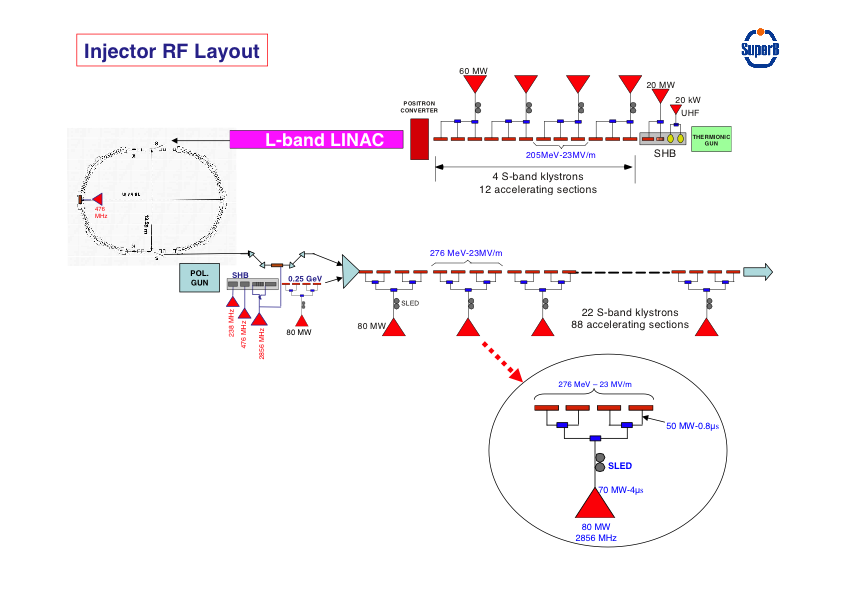 Injector RF Layout
SuperB
60 MW
20 MW
20 kW
UHF
POSITRON
CONVERTER
L-band LINAC
THERMIONIC
GUN
SHB
205MeV-23MV/m
4 S-band klystrons
12 accelerating sections
476
MHz
POL.
GUN
SHB
0.25 GeV
276 MeV-23MV/m
SLED
80 MW
80 MW
238 MHz
476 MHz
2856 MHz
22 S-band klystrons
88 accelerating sections
276 MeV – 23 MV/m
50 MW-0.8µs
SLED
70 MW-4µs
80 MW
2856 MHz